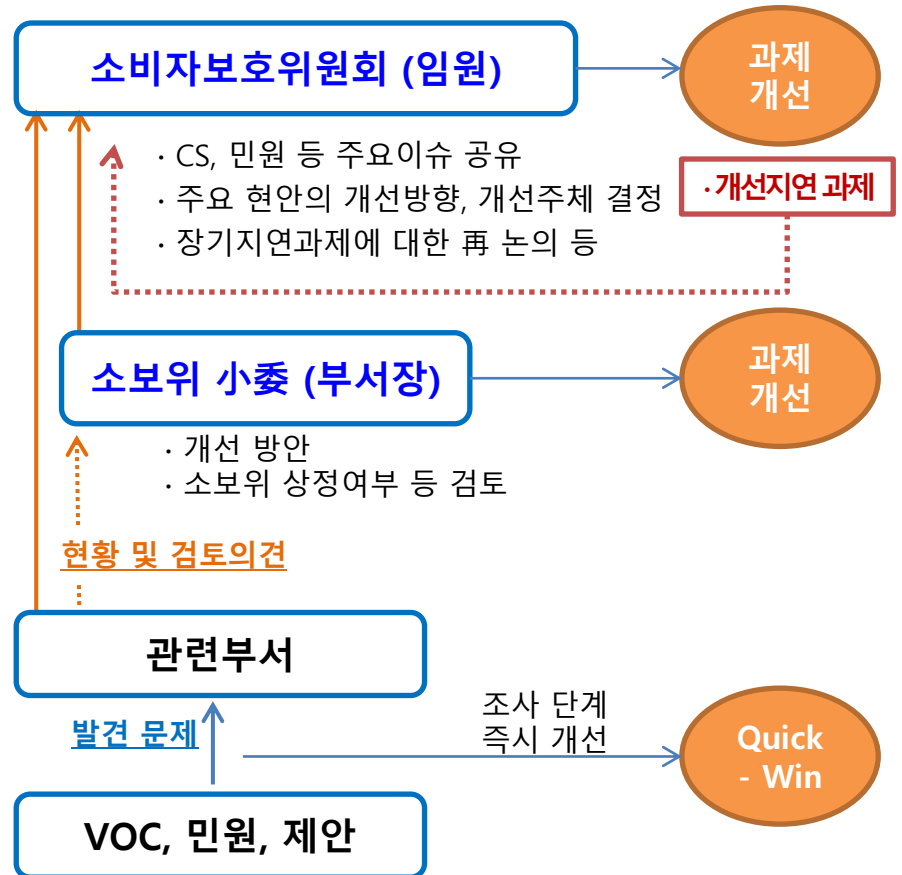 소비자보호위원회 (임원)
과제
개선
· CS, 민원 등 주요이슈 공유
· 주요 현안의 개선방향, 개선주체 결정
· 장기지연과제에 대한 再 논의 등
· 개선지연 과제
소보위 小委 (부서장)
과제
개선
· 개선 방안
· 소보위 상정여부 등 검토
현황 및 검토의견
관련부서
발견 문제
조사 단계
즉시 개선
Quick
- Win
VOC, 민원, 제안